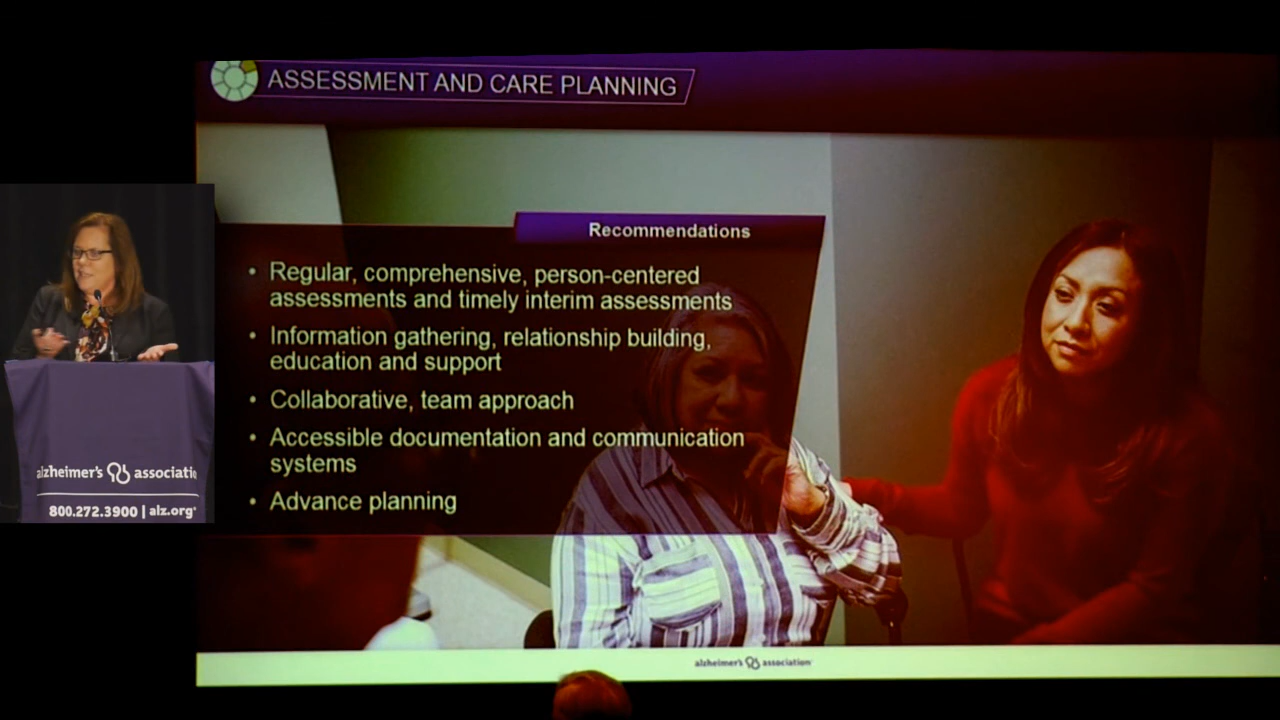 ASSESSMENT AND CARE PLANNING
Recommendations
• Regular, comprehensive, person-centered
assessments and timely interim assessments
• Information gathering, relationship building,
education and support
• Collaborative, team approach
• Accessible documentation and communication
systems
• Advance planning
alzheimer's association
800.272.3900 | alz.org
alzheimer's association